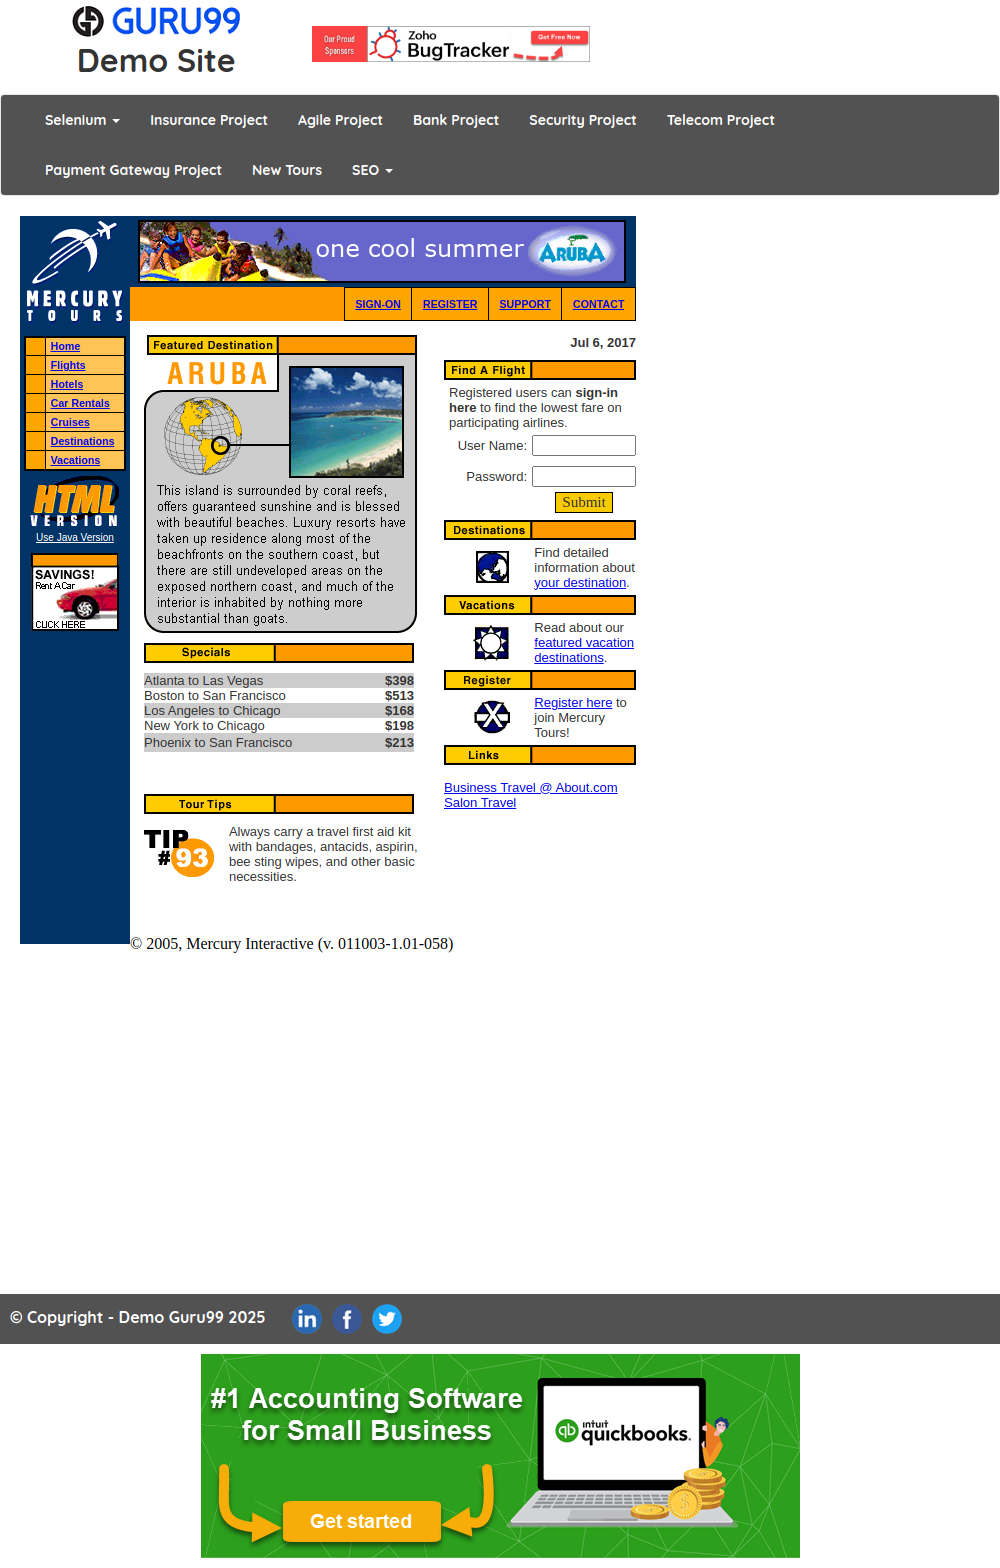 GURU99
Demo Site
Our Proud Sponsors
Zoho
BugTracker
Get Free Now
Selenium
Insurance Project
Agile Project
Bank Project
Security Project
Telecom Project
Payment Gateway Project
New Tours
SEO
MERCURY
TOURS
one cool summer
ARUBA
SIGN-ON
REGISTER
SUPPORT
CONTACT
Home
Flights
Hotels
Car Rentals
Cruises
Destinations
Vacations
HTML
VERSION
Use Java Version
SAVINGS!
Rent A Car
CLICK HERE
Featured Destination
ARUBA
This island is surrounded by coral reefs,
offers guaranteed sunshine and is blessed
with beautiful beaches. Luxury resorts have
taken up residence along most of the
beachfronts on the southern coast, but
there are still undeveloped areas on the
exposed northern coast, and much of the
interior is inhabited by nothing more
substantial than goats.
Specials
Atlanta to Las Vegas $398
Boston to San Francisco $513
Los Angeles to Chicago $168
New York to Chicago $198
Phoenix to San Francisco $213
Tour Tips
TIP
#93
Always carry a travel first aid kit
with bandages, antacids, aspirin,
bee sting wipes, and other basic
necessities.
Jul 6, 2017
Find A Flight
Registered users can sign-in
here to find the lowest fare on
participating airlines.
User Name:
Password:
Submit
Destinations
Find detailed
information about
your destination.
Vacations
Read about our
featured vacation
destinations.
Register
Register here to
join Mercury
Tours!
Links
Business Travel @ About.com
Salon Travel
© 2005, Mercury Interactive (v. 011003-1.01-058)
© Copyright - Demo Guru99 2025
in
f
#1 Accounting Software
for Small Business
Get started
qb
intuit
quickbooks.
$